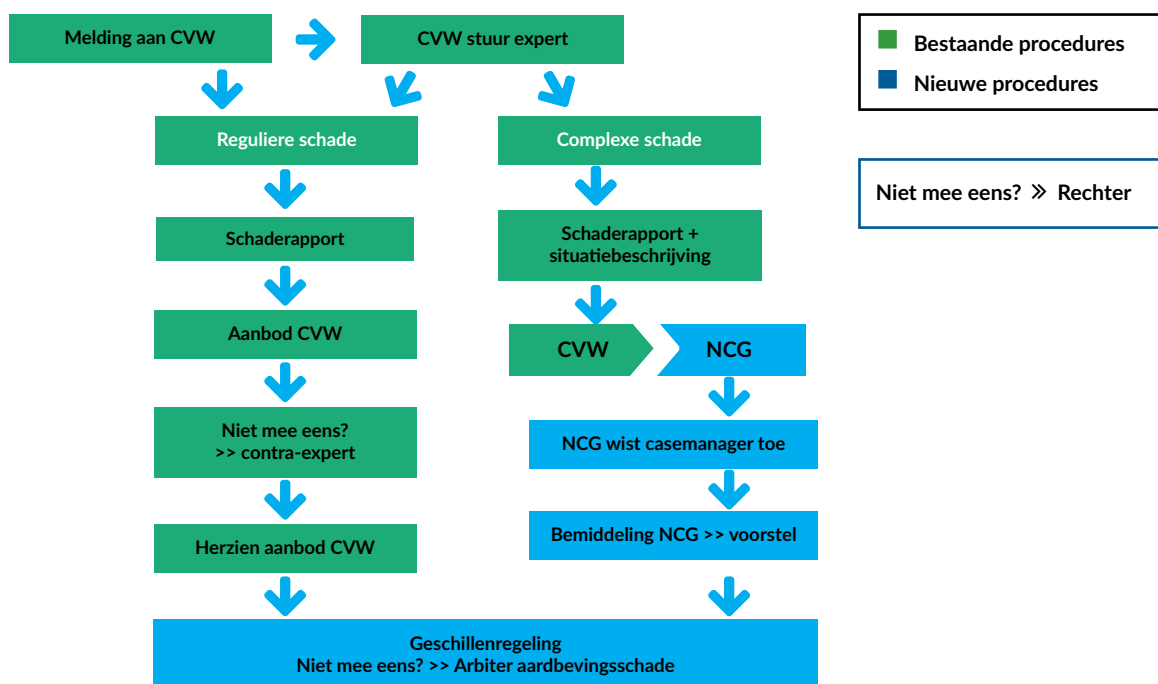 Melding aan CVW
CVW stuur expert
Bestaande procedures
Nieuwe procedures
Reguliere schade
Complexe schade
Niet mee eens? » Rechter
Schaderapport
Schaderapport +
situatiebeschrijving
Aanbod CVW
CVW
NCG
Niet mee eens?
>> contra-expert
NCG wist casemanager toe
Herzien aanbod CVW
Bemiddeling NCG >> voorstel
Geschillenregeling
Niet mee eens? >> Arbiter aardbevingsschade